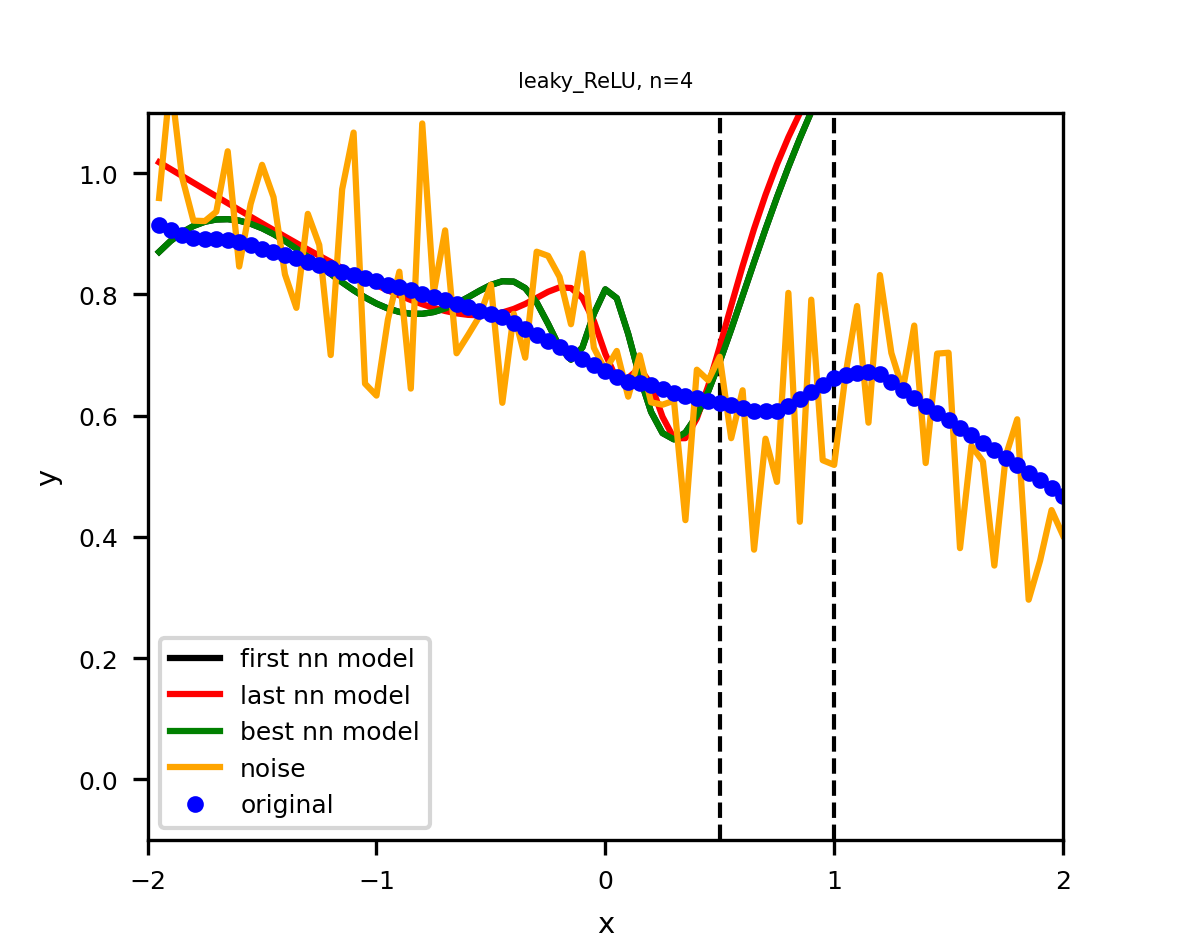 leaky_ReLU, n=4
1.0
0.8
0.6
0.4
0.2
0.0
y
first nn model
last nn model
best nn model
noise
original
−2
−1
0
1
2
x